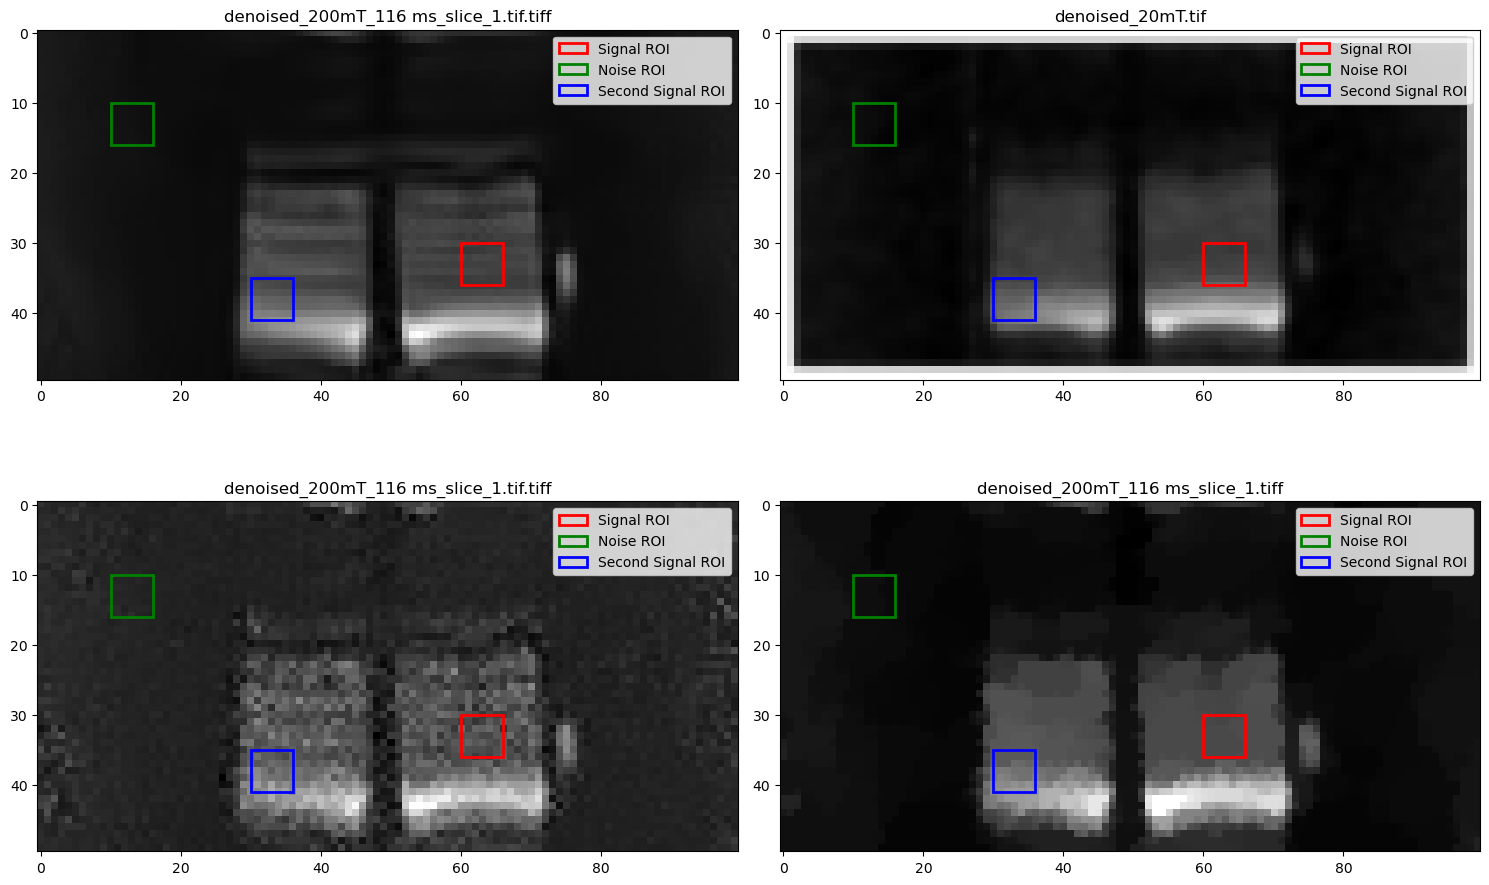 denoised_200mT_116 ms_slice_1.tif.tiff
Signal ROI
Noise ROI
Second Signal ROI
0
10
20
30
40
0
20
40
60
80
denoised_20mT.tif
Signal ROI
Noise ROI
Second Signal ROI
0
10
20
30
40
0
20
40
60
80
denoised_200mT_116 ms_slice_1.tif.tiff
Signal ROI
Noise ROI
Second Signal ROI
0
10
20
30
40
0
20
40
60
80
denoised_200mT_116 ms_slice_1.tiff
Signal ROI
Noise ROI
Second Signal ROI
0
10
20
30
40
0
20
40
60
80